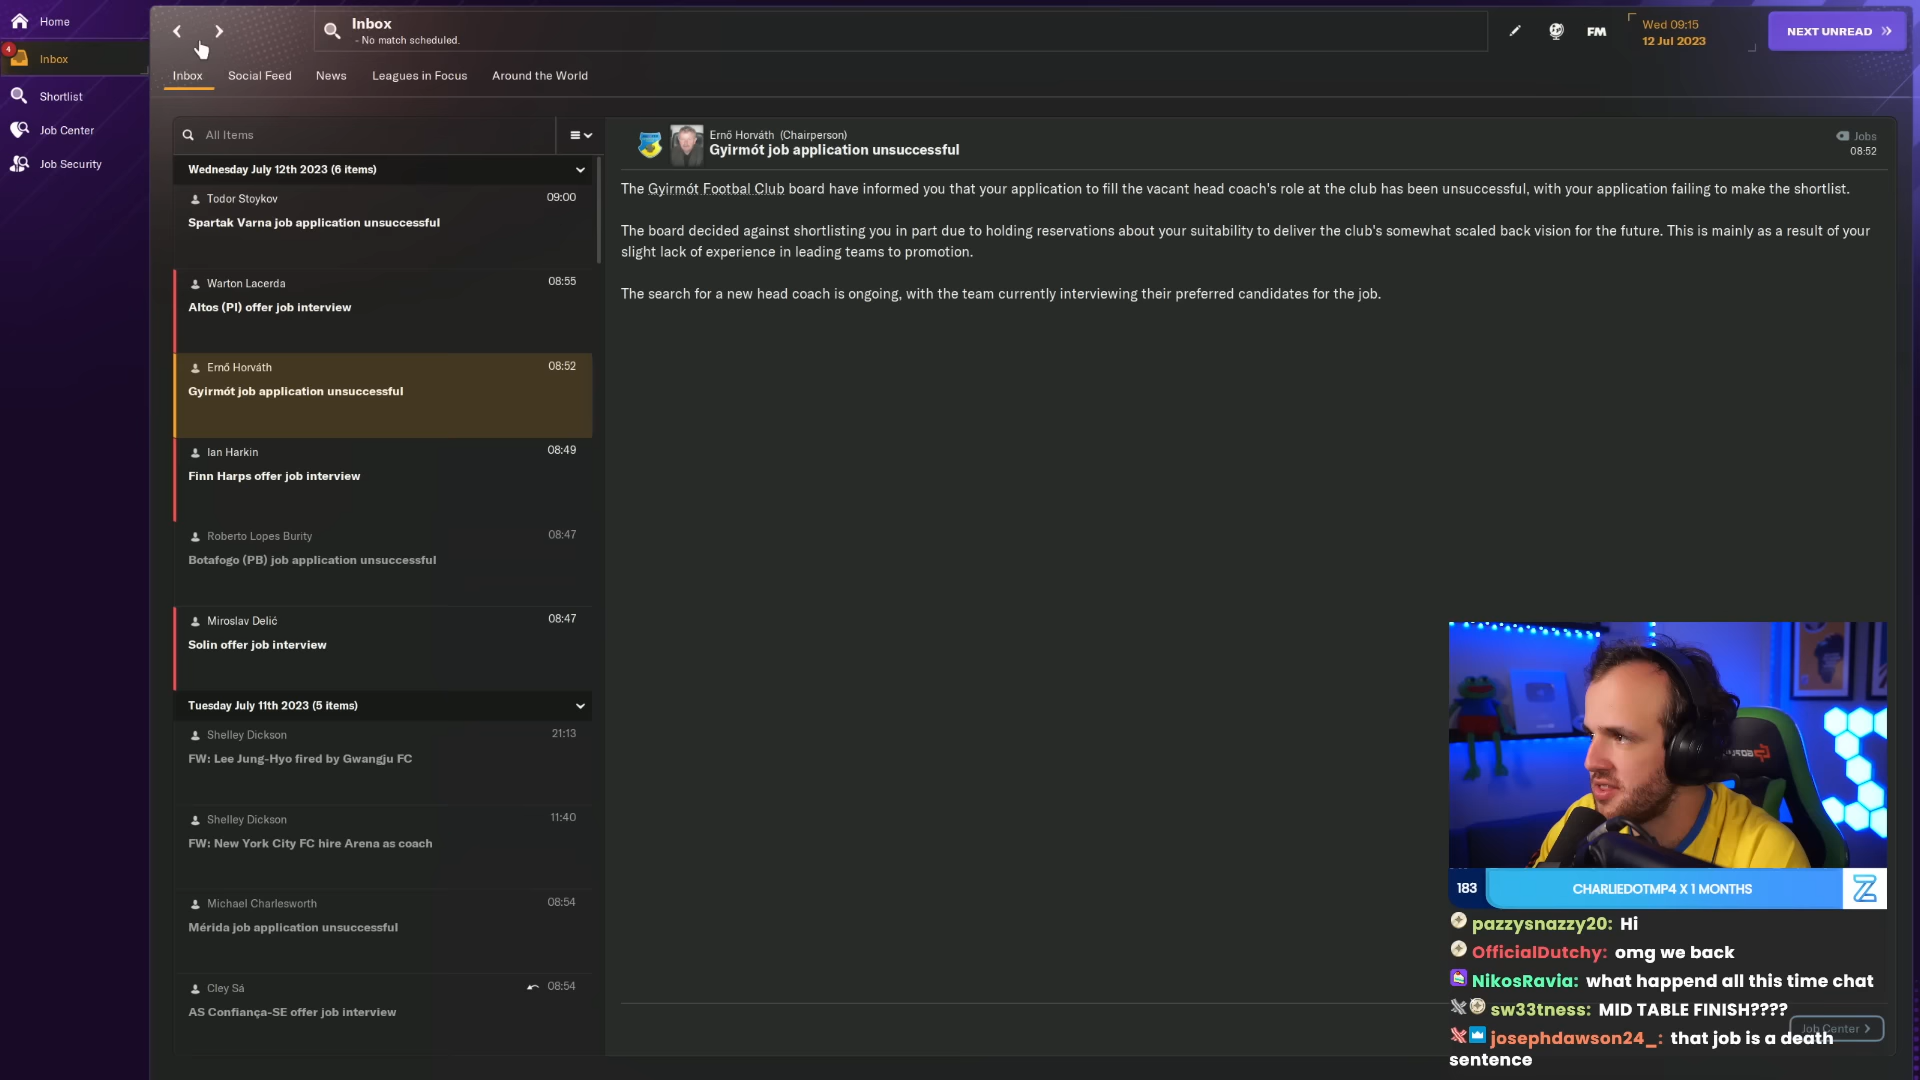 Home
4
Inbox
Shortlist
Job Center
Job Security
Inbox
- No match scheduled.
FM
Wed 09:15
12 Jul 2023
NEXT UNREAD
Inbox
Social Feed
News
Leagues in Focus
Around the World
All Items
Wednesday July 12th 2023 (6 items)
Todor Stoykov
09:00
Spartak Varna job application unsuccessful
Warton Lacerda
08:55
Altos (PI) offer job interview
Ernő Horváth
08:52
Gyirmót job application unsuccessful
Ian Harkin
08:49
Finn Harps offer job interview
Roberto Lopes Burity
08:47
Botafogo (PB) job application unsuccessful
Miroslav Delić
08:47
Solin offer job interview
Tuesday July 11th 2023 (5 items)
Shelley Dickson
21:13
FW: Lee Jung-Hyo fired by Gwangju FC
Shelley Dickson
11:40
FW: New York City FC hire Arena as coach
Michael Charlesworth
08:54
Mérida job application unsuccessful
Cley Sá
08:54
AS Confiança-SE offer job interview
Ernő Horváth (Chairperson)
Gyirmót job application unsuccessful
Jobs
08:52
The Gyirmót Footbal Club board have informed you that your application to fill the vacant head coach's role at the club has been unsuccessful, with your application failing to make the shortlist.
The board decided against shortlisting you in part due to holding reservations about your suitability to deliver the club's somewhat scaled back vision for the future. This is mainly as a result of your
slight lack of experience in leading teams to promotion.
The search for a new head coach is ongoing, with the team currently interviewing their preferred candidates for the job.
183
CHARLIEDOTMP4 X 1 MONTHS
Z
pazzysnazzy20: Hi
OfficialDutchy: omg we back
NikosRavia: what happend all this time chat
sw33tness: MID TABLE FINISH????
Job Center
josephdawson24_: that job is a death
sentence